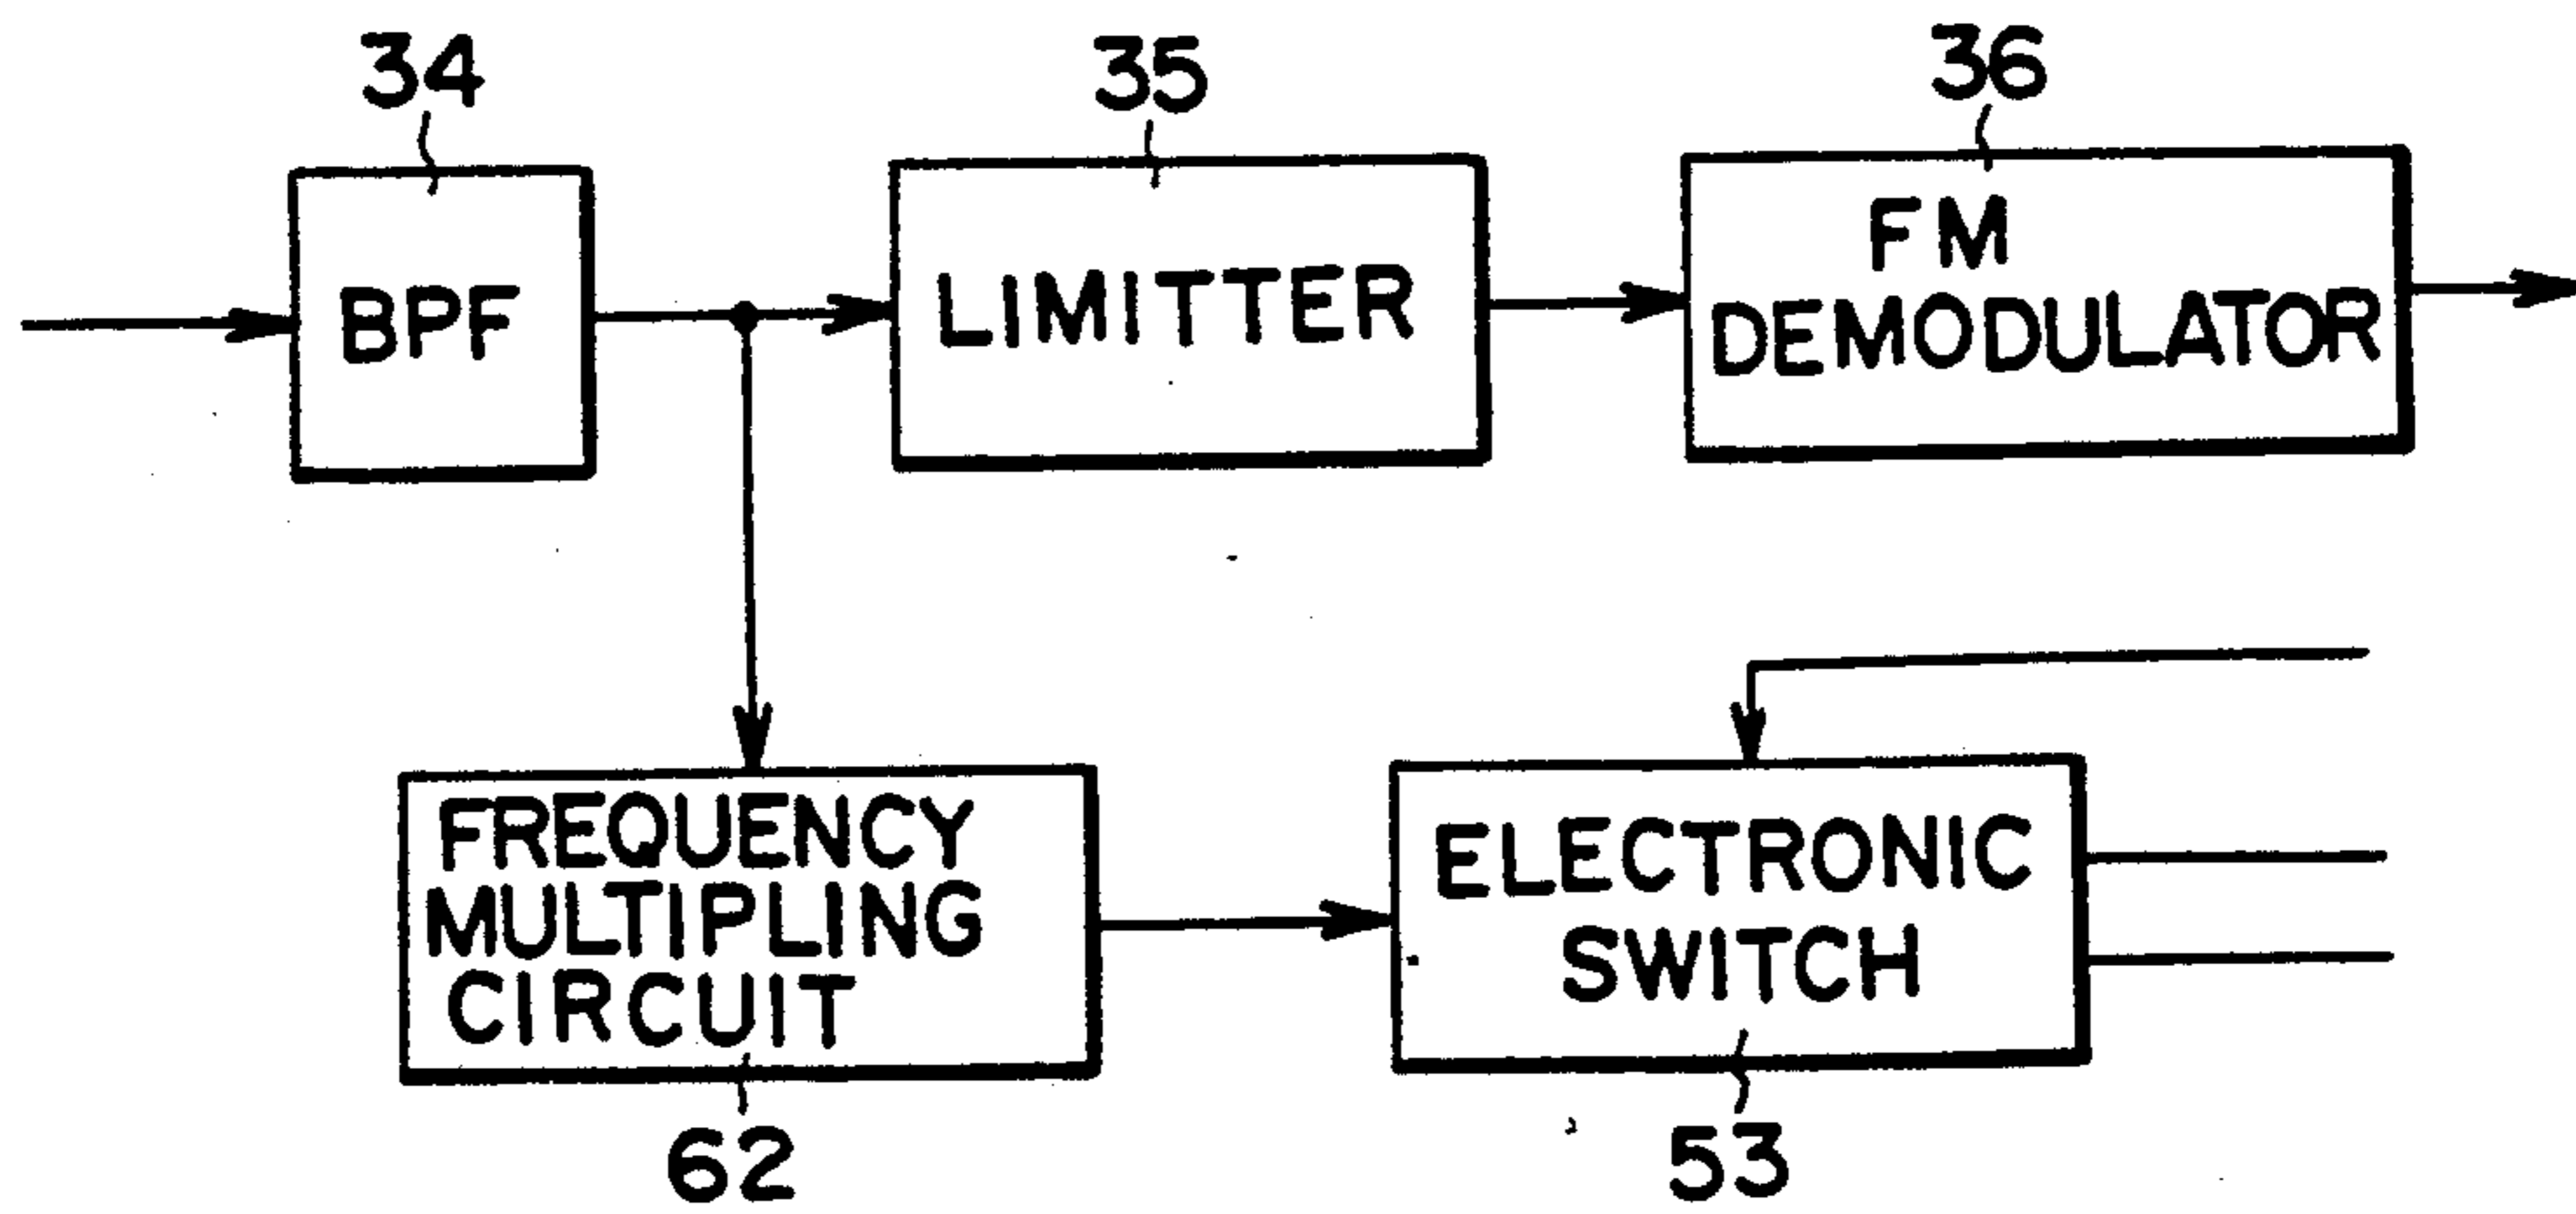 34
35
36
BPF
LIMITTER
FM
DEMODULATOR
FREQUENCY
MULTIPLING
CIRCUIT
ELECTRONIC
SWITCH
62
53